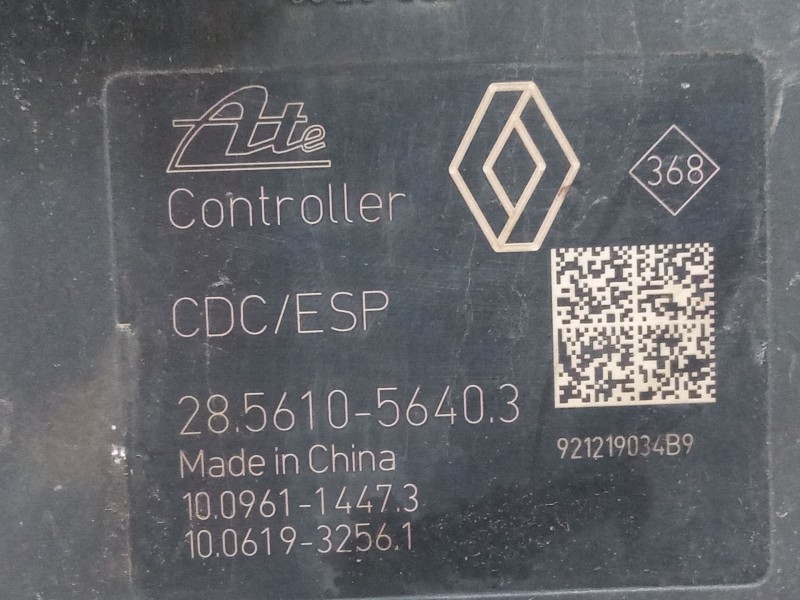 Ate
368
Controller
CDC/ESP
28.5610-5640.3
Made in China
921219034B9
10.0961-1447.3
10.0619-3256.1